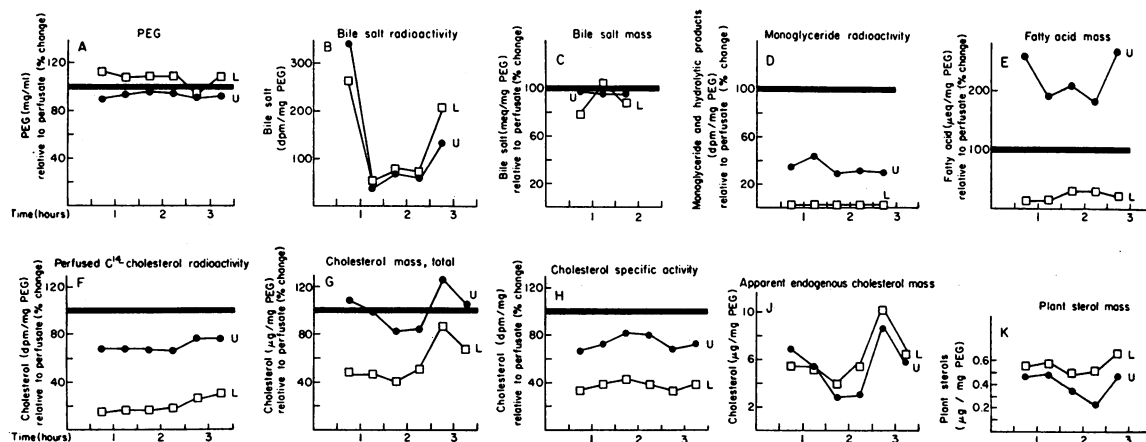 A
PEG
PEG (mg/ml)
relative to perfusate (% change)
120
80
40
L
U
Time(hours)
1
2
3
B
Bile salt radioactivity
Bile salt
(dpm/mg PEG)
300
200
100
L
U
1
2
3
C
Bile salt mass
Bile salt (meq/mg PEG)
relative to perfusate (% change)
100
60
20
U
L
1
2
D
Monoglyceride radioactivity
Monoglyceride and hydrolytic products
(dpm/mg PEG)
relative to perfusate (% change)
100
80
60
40
20
U
L
1
2
3
E
Fatty acid mass
Fatty acid (µeq/mg PEG)
relative to perfusate (% change)
200
100
U
L
1
2
3
F
Perfused C14-cholesterol radioactivity
Cholesterol (dpm/mg PEG)
relative to perfusate (% change)
120
80
40
U
L
Time(hours)
1
2
3
G
Cholesterol mass, total
Cholesterol (µg/mg PEG)
relative to perfusate (% change)
120
80
40
U
L
1
2
3
H
Cholesterol specific activity
Cholesterol (dpm/mg)
relative to perfusate (% change)
120
80
40
U
L
1
2
3
J
Apparent endogenous cholesterol mass
Cholesterol (µg/mg PEG)
10
6
2
L
U
1
2
3
K
Plant sterol mass
Plant sterols
(µg / mg PEG)
0.6
0.4
0.2
L
U
1
2
3